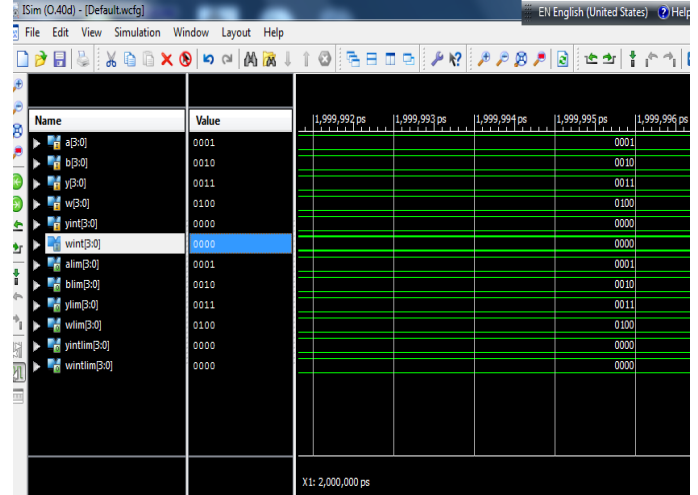 ISim (O.40d) - [Default.wcfg]
EN English (United States) Help
File Edit View Simulation Window Layout Help
Name Value
1,999,992 ps 1,999,993 ps 1,999,994 ps 1,999,995 ps 1,999,996 ps
a[3:0] 0001 0001
b[3:0] 0010 0010
y[3:0] 0011 0011
w[3:0] 0100 0100
yint[3:0] 0000 0000
wint[3:0] 0000 0000
alim[3:0] 0001 0001
blim[3:0] 0010 0010
ylim[3:0] 0011 0011
wlim[3:0] 0100 0100
yintlim[3:0] 0000 0000
wintlim[3:0] 0000 0000
X1: 2,000,000 ps